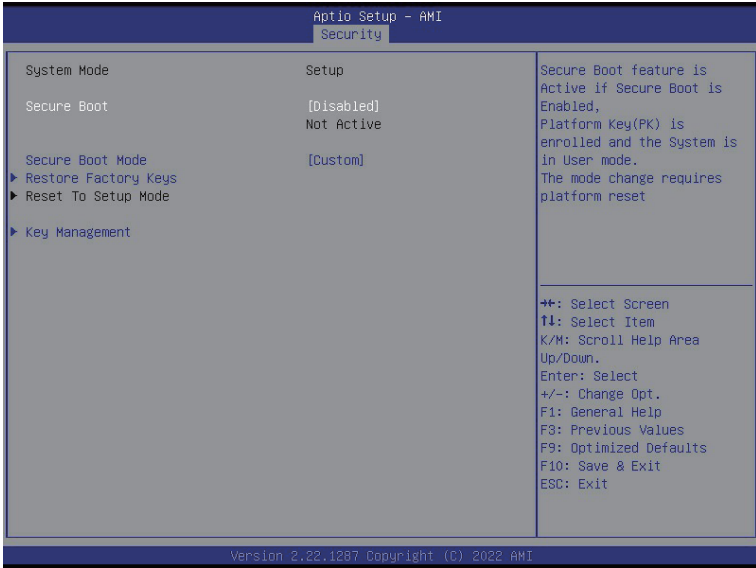 Aptio Setup – AMI
Security
System Mode Setup
Secure Boot [Disabled]
Not Active
Secure Boot Mode [Custom]
▶ Restore Factory Keys
▶ Reset To Setup Mode
▶ Key Management
Secure Boot feature is
Active if Secure Boot is
Enabled,
Platform Key(PK) is
enrolled and the System is
in User mode.
The mode change requires
platform reset
→←: Select Screen
↑↓: Select Item
K/M: Scroll Help Area
Up/Down.
Enter: Select
+/-: Change Opt.
F1: General Help
F3: Previous Values
F9: Optimized Defaults
F10: Save & Exit
ESC: Exit
Version 2.22.1287 Copyright (C) 2022 AMI